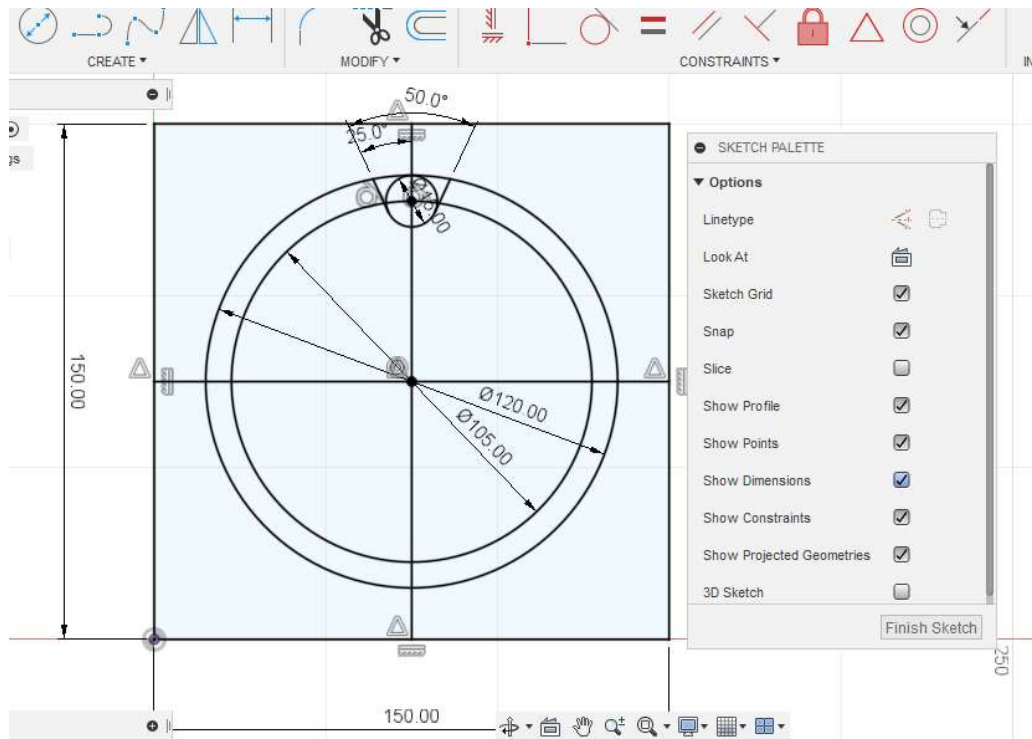 CREATE ▾
MODIFY ▾
CONSTRAINTS ▾
IN
50.0°
25.0°
gs
SKETCH PALETTE
▼ Options
Linetype
Look At
Sketch Grid
Snap
Slice
Show Profile
Show Points
Show Dimensions
Show Constraints
Show Projected Geometries
3D Sketch
Finish Sketch
150.00
Ø120.00
Ø105.00
250
150.00